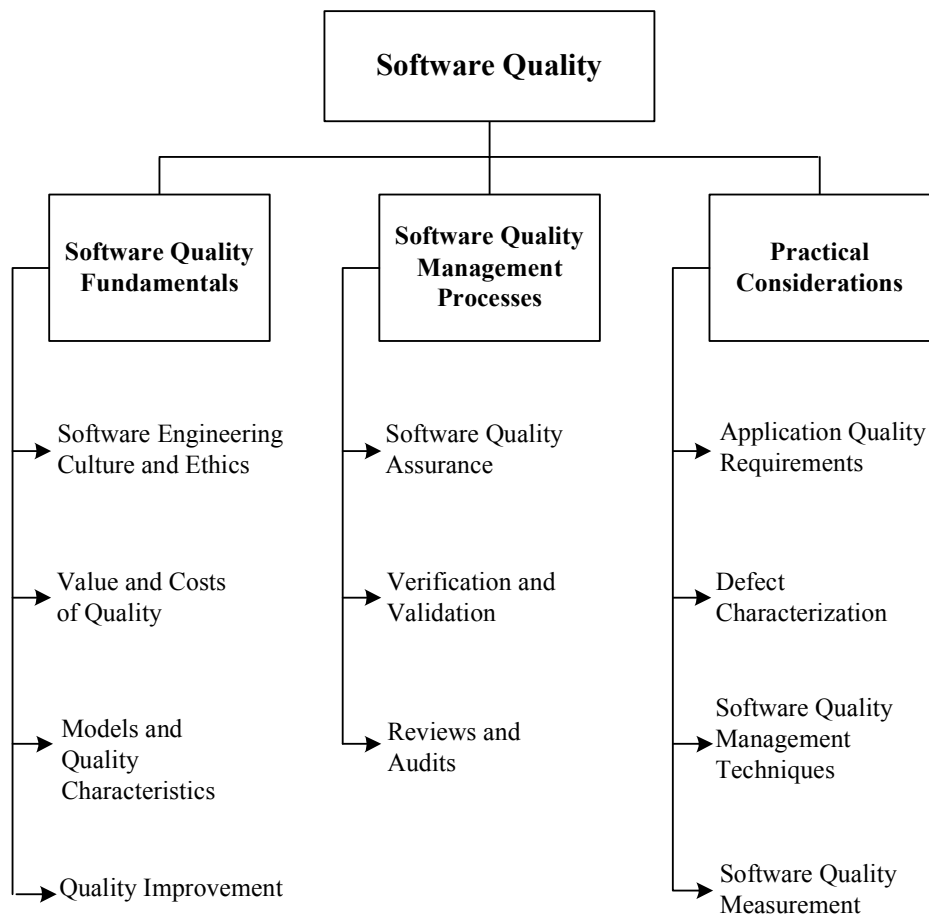 Software Quality
Software Quality
Fundamentals
Software Quality
Management
Processes
Practical
Considerations
Software Engineering
Culture and Ethics
Value and Costs
of Quality
Models and
Quality
Characteristics
Quality Improvement
Software Quality
Assurance
Verification and
Validation
Reviews and
Audits
Application Quality
Requirements
Defect
Characterization
Software Quality
Management
Techniques
Software Quality
Measurement